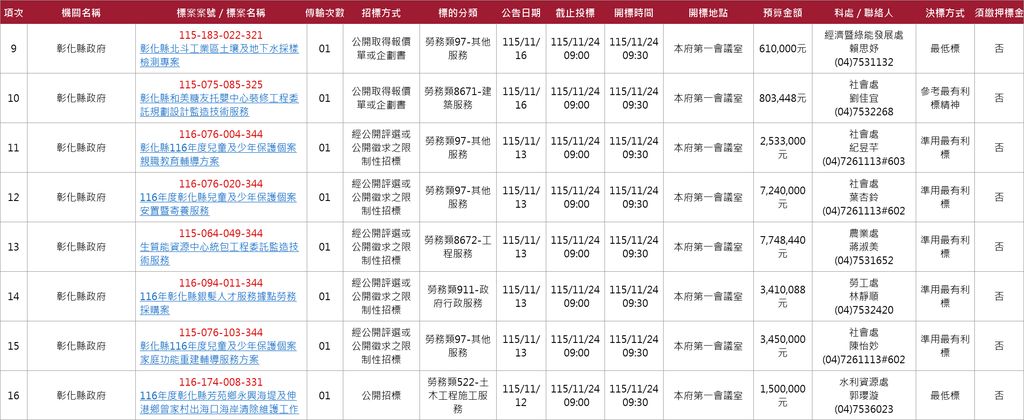 項次 機關名稱 標案案號 / 標案名稱 傳輸次數 招標方式 標的分類 公告日期 截止投標 開標時間 開標地點 預算金額 科處 / 聯絡人 決標方式 須繳押標金
9 彰化縣政府 115-183-022-321 彰化縣北斗工業區土壤及地下水採樣檢測專案 01 公開取得報價單或企劃書 勞務類97-其他服務 115/11/16 115/11/24 09:00 115/11/24 09:30 本府第一會議室 610,000元 經濟暨綠能發展處 賴思妤 (04)7531132 最低標 否
10 彰化縣政府 115-075-085-325 彰化縣和美糖友托嬰中心裝修工程委託規劃設計監造技術服務 01 公開取得報價單或企劃書 勞務類8671-建築服務 115/11/16 115/11/24 09:00 115/11/24 09:30 本府第一會議室 803,448元 社會處 劉佳宜 (04)7532268 參考最有利標精神 否
11 彰化縣政府 116-076-004-344 彰化縣116年度兒童及少年保護個案親職教育輔導方案 01 經公開評選或公開徵求之限制性招標 勞務類97-其他服務 115/11/13 115/11/24 09:00 115/11/24 09:30 本府第一會議室 2,533,000元 社會處 紀昱芊 (04)7261113#603 準用最有利標 否
12 彰化縣政府 116-076-020-344 116年度彰化縣兒童及少年保護個案安置暨寄養服務 01 經公開評選或公開徵求之限制性招標 勞務類97-其他服務 115/11/13 115/11/24 09:00 115/11/24 09:30 本府第一會議室 7,240,000元 社會處 葉杏鈴 (04)7261113#602 準用最有利標 否
13 彰化縣政府 115-064-049-344 生質能資源中心統包工程委託監造技術服務 01 經公開評選或公開徵求之限制性招標 勞務類8672-工程服務 115/11/13 115/11/24 09:00 115/11/24 09:30 本府第一會議室 7,748,440元 農業處 蔣淑美 (04)7531652 準用最有利標 否
14 彰化縣政府 116-094-011-344 116年彰化縣銀髮人才服務據點勞務採購案 01 經公開評選或公開徵求之限制性招標 勞務類911-政府行政服務 115/11/13 115/11/24 09:00 115/11/24 09:30 本府第一會議室 3,410,088元 勞工處 林靜順 (04)7532420 準用最有利標 否
15 彰化縣政府 115-076-103-344 彰化縣116年度兒童及少年保護個案家庭功能重建輔導服務方案 01 經公開評選或公開徵求之限制性招標 勞務類97-其他服務 115/11/13 115/11/24 09:00 115/11/24 09:30 本府第一會議室 3,450,000元 社會處 陳怡妙 (04)7261113#602 準用最有利標 否
16 彰化縣政府 116-174-008-331 116年度彰化縣芳苑鄉永興海堤及伸港鄉曾家村出海口海岸清除維護工作 01 公開招標 勞務類522-土木工程施工服務 115/11/12 115/11/24 09:00 115/11/24 09:30 本府第一會議室 1,500,000元 水利資源處 郭瓔漩 (04)7536023 最低標 否